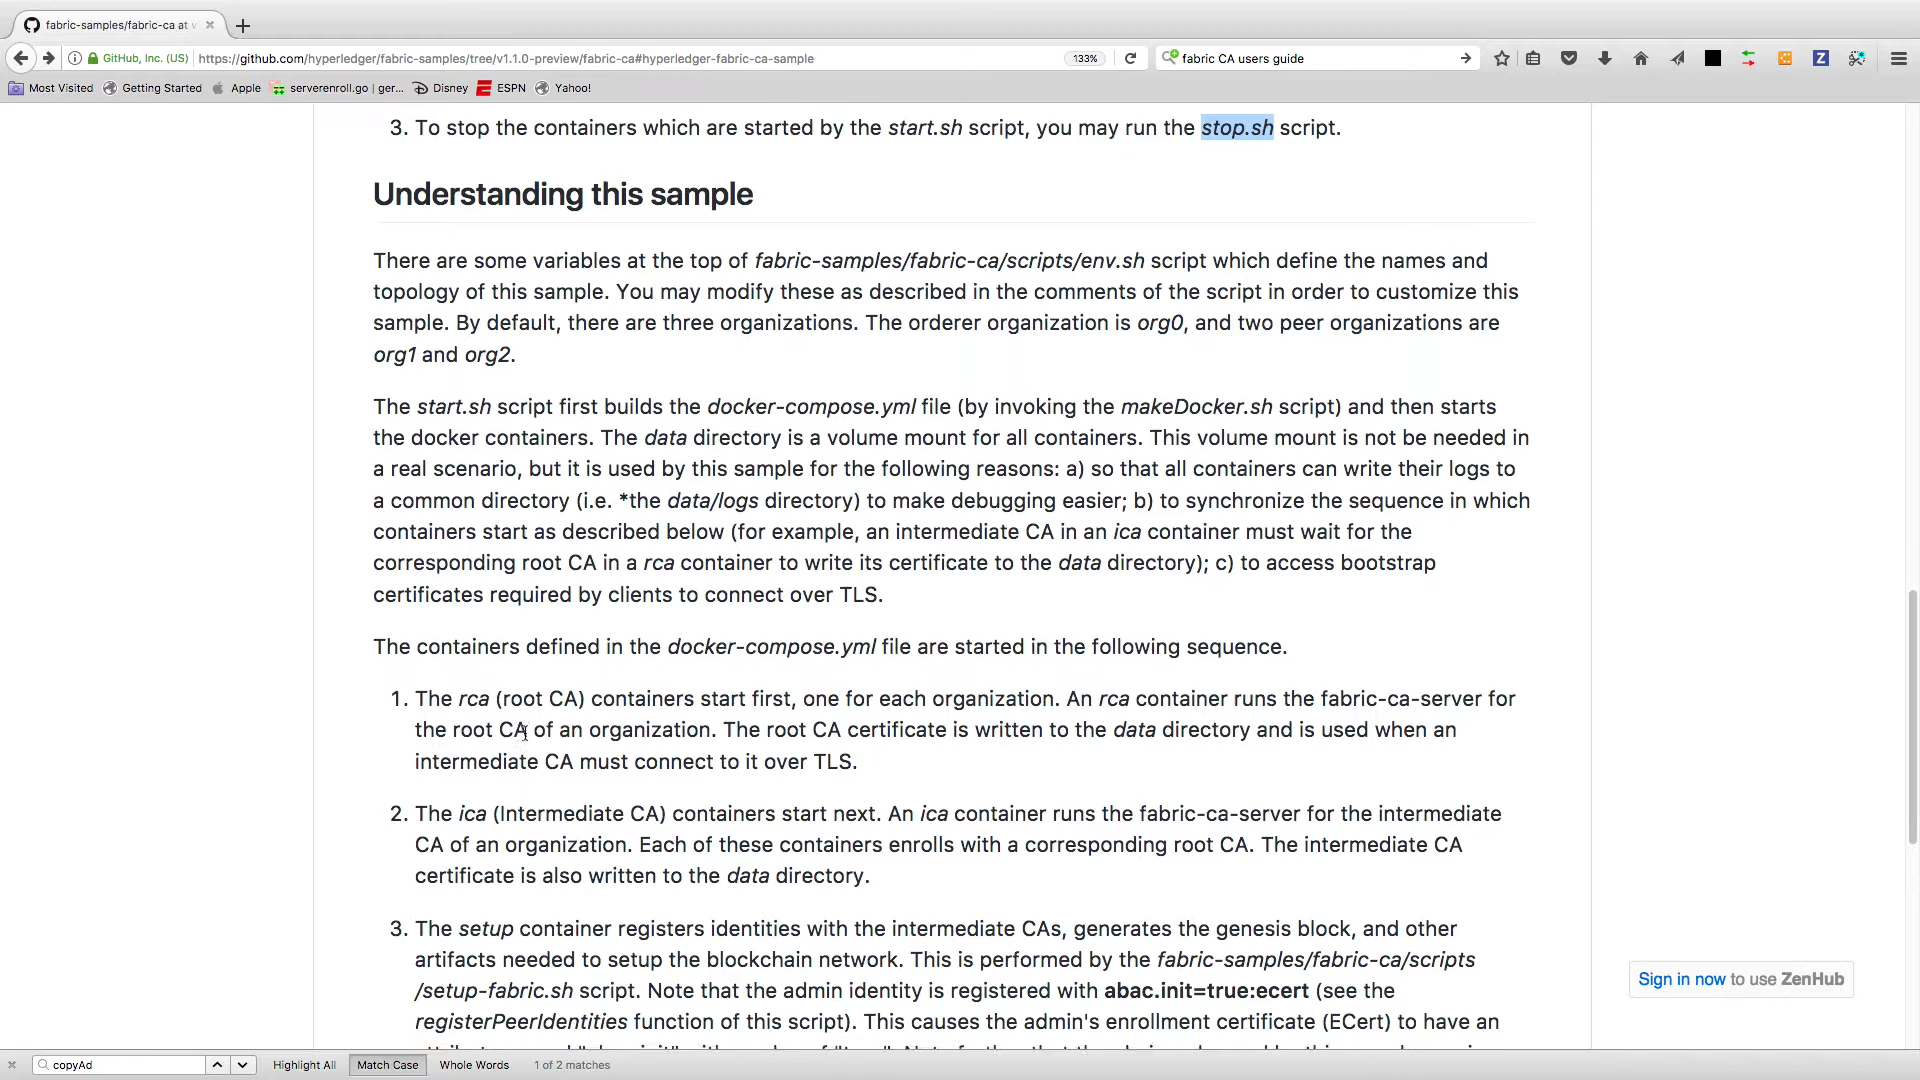 fabric-samples/fabric-ca at v
GitHub, Inc. (US)
https://github.com/hyperledger/fabric-samples/tree/v1.1.0-preview/fabric-ca#hyperledger-fabric-ca-sample
133%
fabric CA users guide
Most Visited
Getting Started
Apple
serverenroll.go | ger...
Disney
ESPN
Yahoo!
3. To stop the containers which are started by the start.sh script, you may run the stop.sh script.
Understanding this sample
There are some variables at the top of fabric-samples/fabric-ca/scripts/env.sh script which define the names and
topology of this sample. You may modify these as described in the comments of the script in order to customize this
sample. By default, there are three organizations. The orderer organization is org0, and two peer organizations are
org1 and org2.
The start.sh script first builds the docker-compose.yml file (by invoking the makeDocker.sh script) and then starts
the docker containers. The data directory is a volume mount for all containers. This volume mount is not be needed in
a real scenario, but it is used by this sample for the following reasons: a) so that all containers can write their logs to
a common directory (i.e. *the data/logs directory) to make debugging easier; b) to synchronize the sequence in which
containers start as described below (for example, an intermediate CA in an ica container must wait for the
corresponding root CA in a rca container to write its certificate to the data directory); c) to access bootstrap
certificates required by clients to connect over TLS.
The containers defined in the docker-compose.yml file are started in the following sequence.
1. The rca (root CA) containers start first, one for each organization. An rca container runs the fabric-ca-server for
the root CA of an organization. The root CA certificate is written to the data directory and is used when an
intermediate CA must connect to it over TLS.
2. The ica (Intermediate CA) containers start next. An ica container runs the fabric-ca-server for the intermediate
CA of an organization. Each of these containers enrolls with a corresponding root CA. The intermediate CA
certificate is also written to the data directory.
3. The setup container registers identities with the intermediate CAs, generates the genesis block, and other
artifacts needed to setup the blockchain network. This is performed by the fabric-samples/fabric-ca/scripts
/setup-fabric.sh script. Note that the admin identity is registered with abac.init=true:ecert (see the
registerPeerIdentities function of this script). This causes the admin's enrollment certificate (ECert) to have an
Sign in now to use ZenHub
copyAd
Highlight All
Match Case
Whole Words
1 of 2 matches